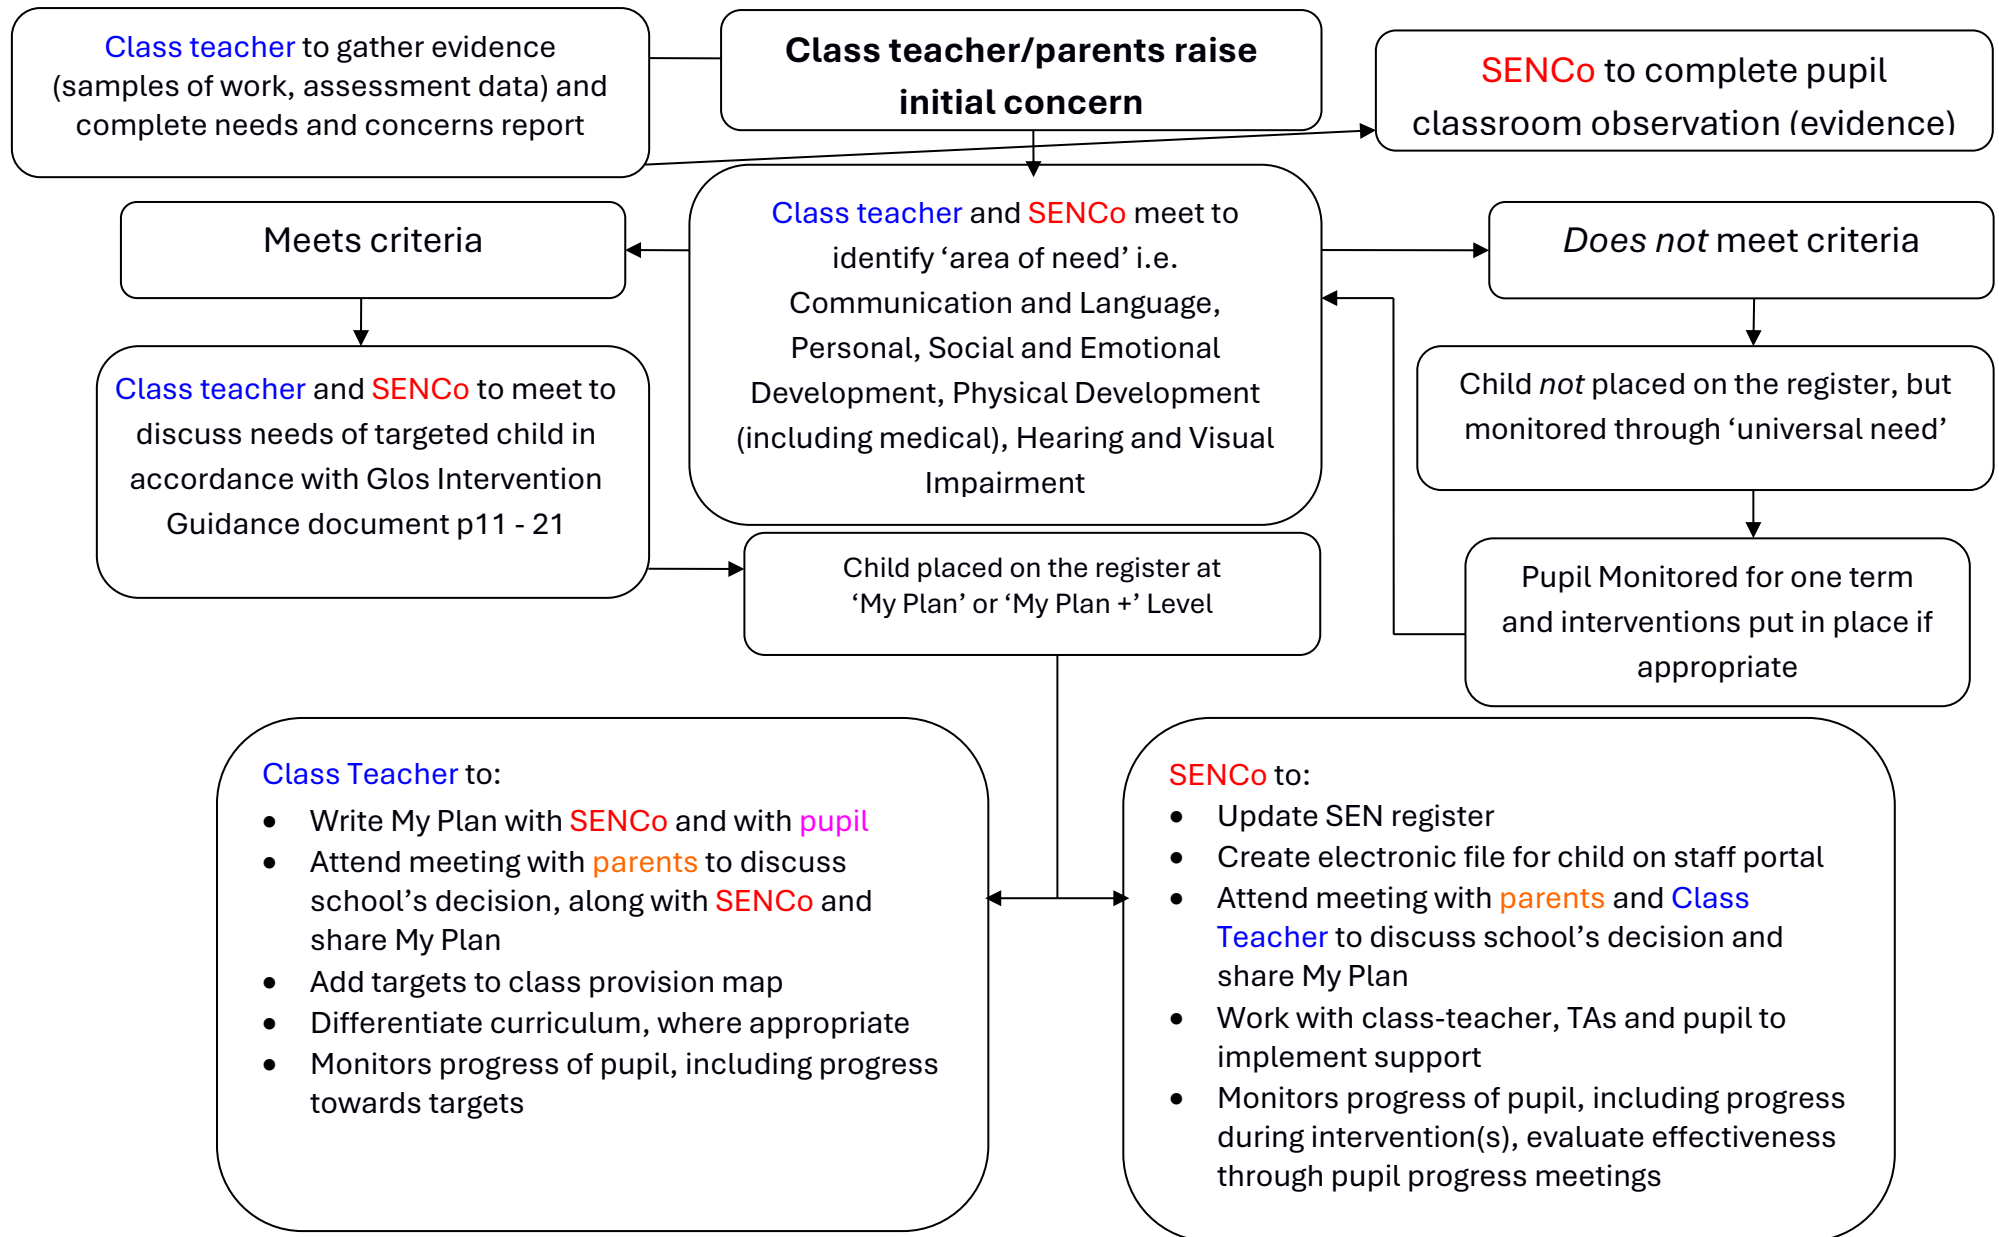 Class teacher to gather evidence
(samples of work, assessment data) and
complete needs and concerns report
Class teacher/parents raise
initial concern
SENCo to complete pupil
classroom observation (evidence)
Meets criteria
Class teacher and SENCo meet to
identify ‘area of need’ i.e.
Communication and Language,
Personal, Social and Emotional
Development, Physical Development
(including medical), Hearing and Visual
Impairment
Does not meet criteria
Class teacher and SENCo to meet to
discuss needs of targeted child in
accordance with Glos Intervention
Guidance document p11 - 21
Child not placed on the register, but
monitored through ‘universal need’
Child placed on the register at
‘My Plan’ or ‘My Plan +’ Level
Pupil Monitored for one term
and interventions put in place if
appropriate
Class Teacher to:
• Write My Plan with SENCo and with pupil
• Attend meeting with parents to discuss
school’s decision, along with SENCo and
share My Plan
• Add targets to class provision map
• Differentiate curriculum, where appropriate
• Monitors progress of pupil, including progress
towards targets
SENCo to:
• Update SEN register
• Create electronic file for child on staff portal
• Attend meeting with parents and Class
Teacher to discuss school’s decision and
share My Plan
• Work with class-teacher, TAs and pupil to
implement support
• Monitors progress of pupil, including progress
during intervention(s), evaluate effectiveness
through pupil progress meetings